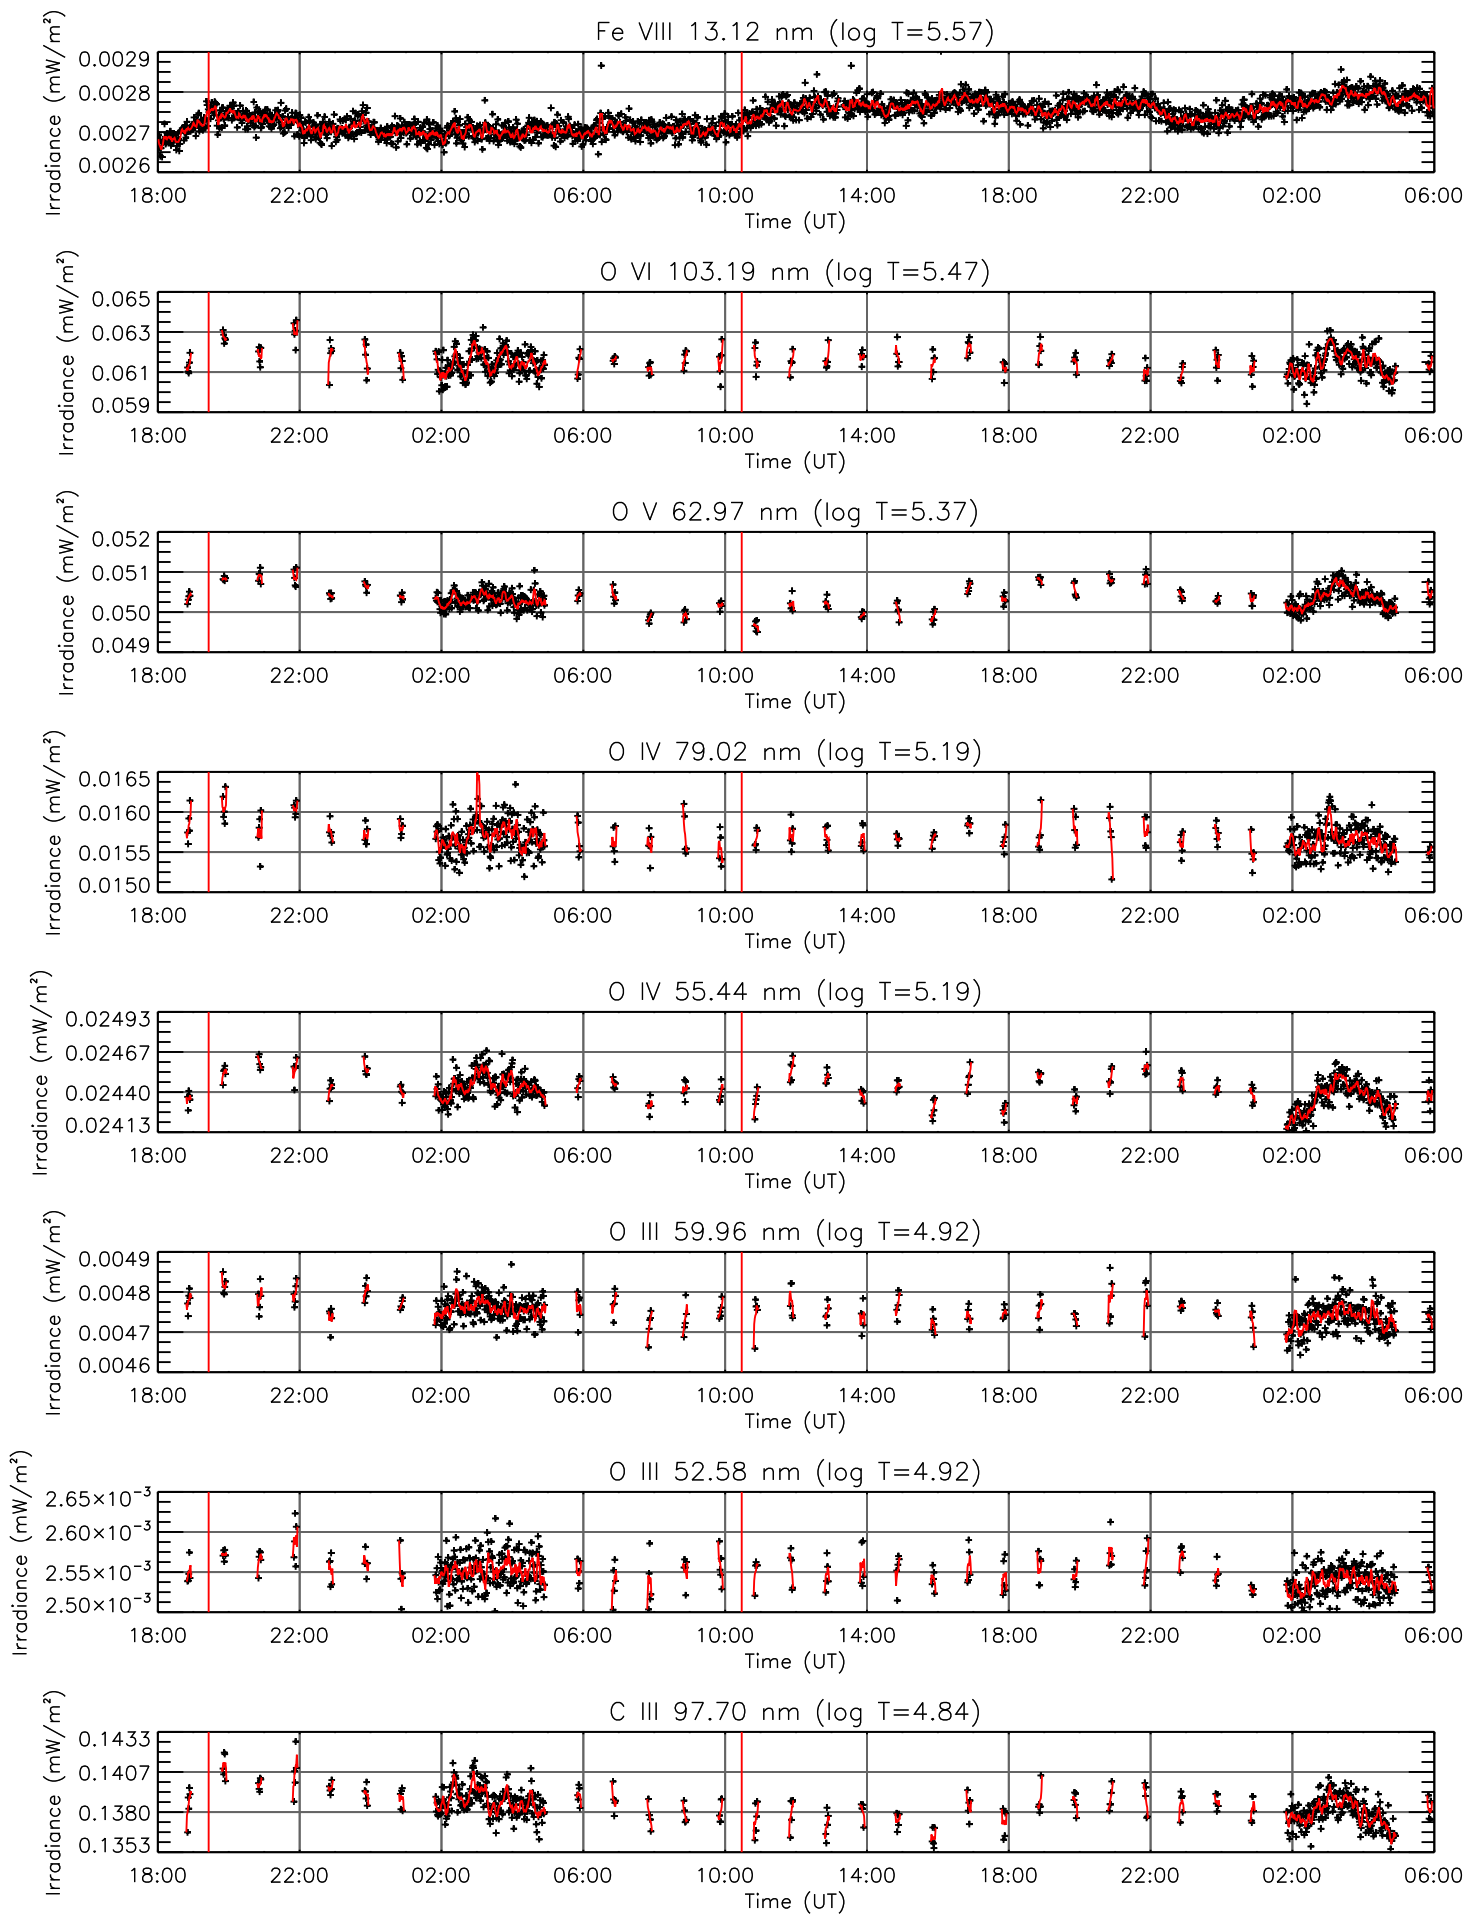 Fe VIII 13.12 nm (log T=5.57)
Irradiance (mW/m²)
0.0029
0.0028
0.0027
0.0026
18:00 22:00 02:00 06:00 10:00 14:00 18:00 22:00 02:00 06:00
Time (UT)
O VI 103.19 nm (log T=5.47)
Irradiance (mW/m²)
0.065
0.063
0.061
0.059
18:00 22:00 02:00 06:00 10:00 14:00 18:00 22:00 02:00 06:00
Time (UT)
O V 62.97 nm (log T=5.37)
Irradiance (mW/m²)
0.052
0.051
0.050
0.049
18:00 22:00 02:00 06:00 10:00 14:00 18:00 22:00 02:00 06:00
Time (UT)
O IV 79.02 nm (log T=5.19)
Irradiance (mW/m²)
0.0165
0.0160
0.0155
0.0150
18:00 22:00 02:00 06:00 10:00 14:00 18:00 22:00 02:00 06:00
Time (UT)
O IV 55.44 nm (log T=5.19)
Irradiance (mW/m²)
0.02493
0.02467
0.02440
0.02413
18:00 22:00 02:00 06:00 10:00 14:00 18:00 22:00 02:00 06:00
Time (UT)
O III 59.96 nm (log T=4.92)
Irradiance (mW/m²)
0.0049
0.0048
0.0047
0.0046
18:00 22:00 02:00 06:00 10:00 14:00 18:00 22:00 02:00 06:00
Time (UT)
O III 52.58 nm (log T=4.92)
Irradiance (mW/m²)
2.65×10⁻³
2.60×10⁻³
2.55×10⁻³
2.50×10⁻³
18:00 22:00 02:00 06:00 10:00 14:00 18:00 22:00 02:00 06:00
Time (UT)
C III 97.70 nm (log T=4.84)
Irradiance (mW/m²)
0.1433
0.1407
0.1380
0.1353
18:00 22:00 02:00 06:00 10:00 14:00 18:00 22:00 02:00 06:00
Time (UT)